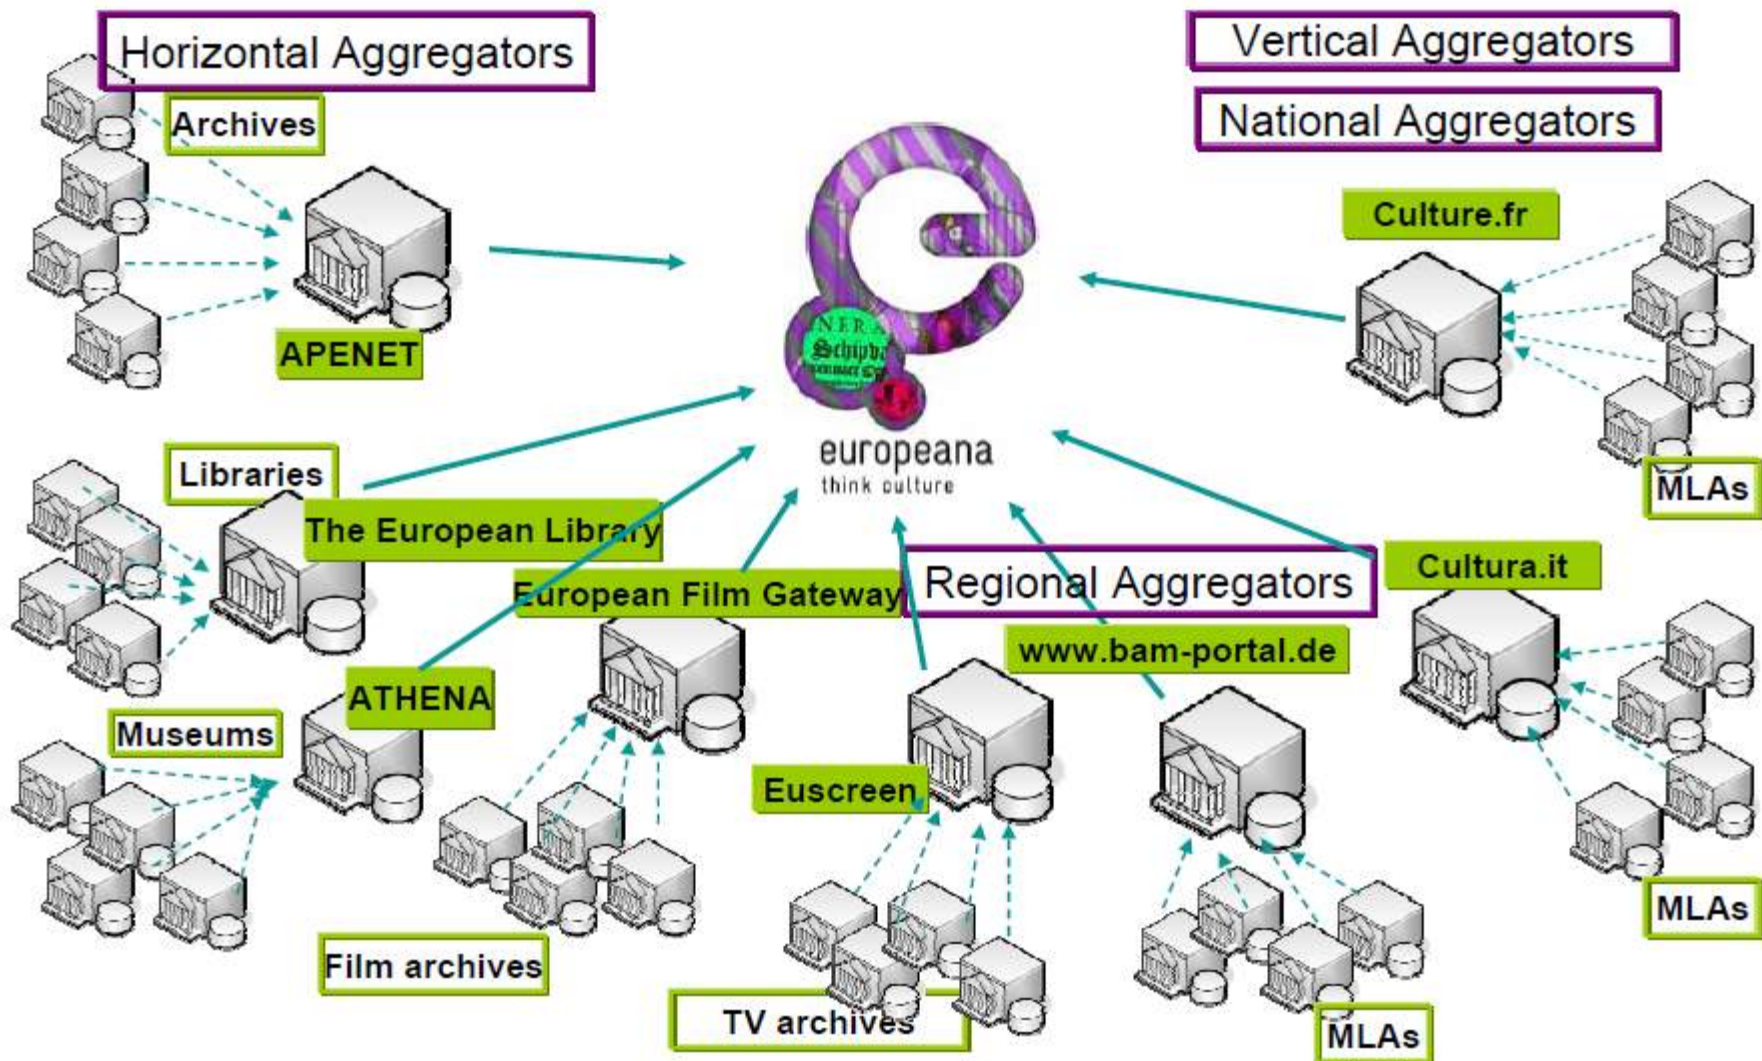 Horizontal Aggregators
Vertical Aggregators
National Aggregators
Archives
Culture.fr
APENET
NERA
Schipva
europeana
think culture
Libraries
MLAs
The European Library
European Film Gateway
Regional Aggregators
Cultura.it
www.bam-portal.de
ATHENA
Museums
Euscreen
MLAs
Film archives
TV archives
MLAs